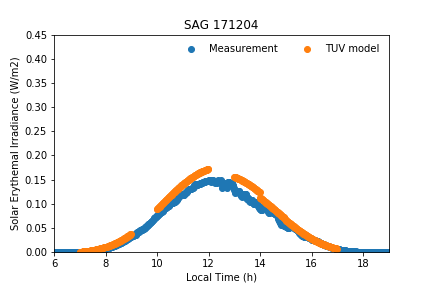 SAG 171204
Measurement
TUV model
Solar Erythemal Irradiance (W/m2)
0.45
0.40
0.35
0.30
0.25
0.20
0.15
0.10
0.05
0.00
6 8 10 12 14 16 18
Local Time (h)